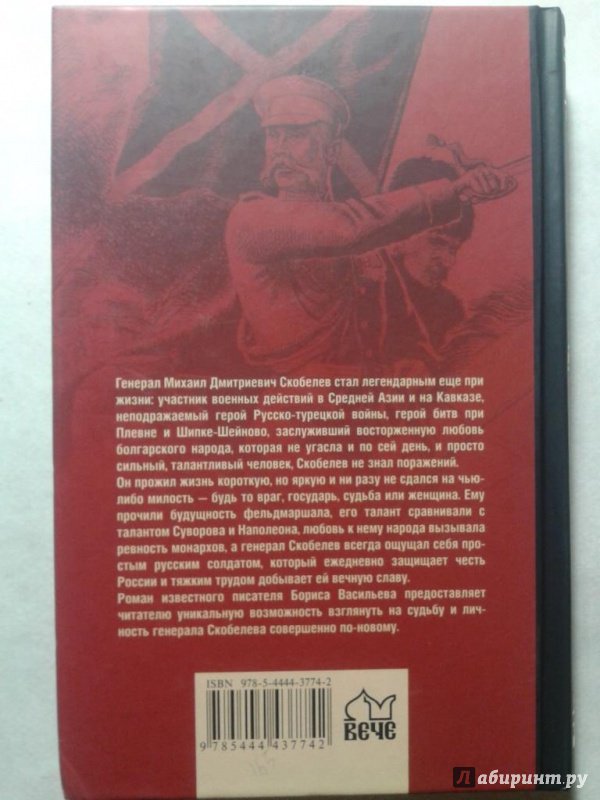 Генерал Михаил Дмитриевич Скобелев стал легендарным еще при
жизни: участник военных действий в Средней Азии и на Кавказе,
неподражаемый герой Русско-турецкой войны, герой битв при
Плевне и Шипке-Шейново, заслуживший восторженную любовь
болгарского народа, которая не угасла и по сей день, и просто
сильный, талантливый человек, Скобелев не знал поражений.
Он прожил жизнь короткую, но яркую и ни разу не сдался на чью-
либо милость — будь то враг, государь, судьба или женщина. Ему
прочили будущность фельдмаршала, его талант сравнивали с
талантом Суворова и Наполеона, любовь к нему народа вызывала
ревность монархов, а генерал Скобелев всегда ощущал себя про-
стым русским солдатом, который ежедневно защищает честь
России и тяжким трудом добывает ей вечную славу.
Роман известного писателя Бориса Васильева предоставляет
читателю уникальную возможность взглянуть на судьбу и лич-
ность генерала Скобелева совершенно по-новому.
ISBN 978-5-4444-3774-2
9785444437742
ВЕЧЕ
Лабиринт.ру